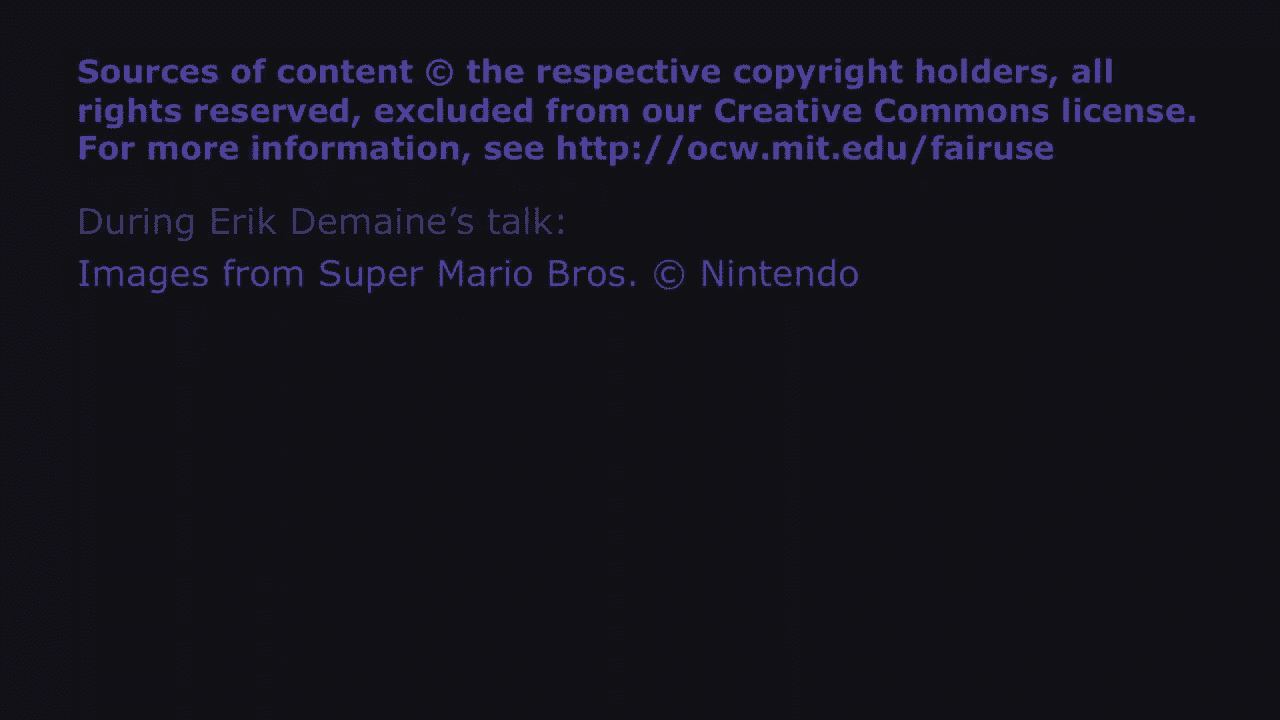 Sources of content © the respective copyright holders, all
rights reserved, excluded from our Creative Commons license.
For more information, see http://ocw.mit.edu/fairuse
During Erik Demaine’s talk:
Images from Super Mario Bros. © Nintendo